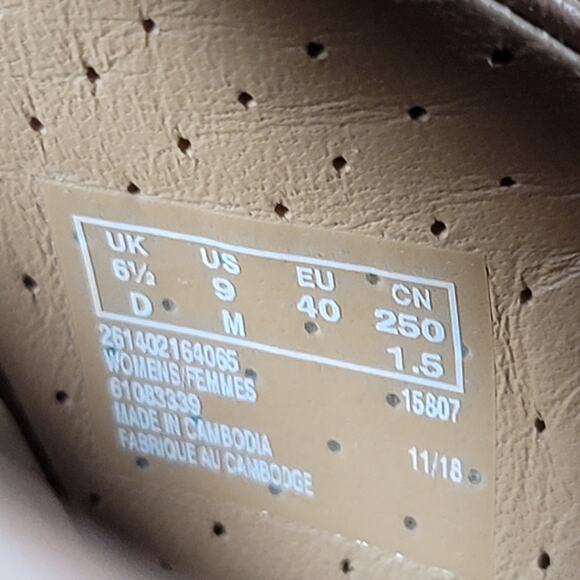 UK US EU CN
6½ 9 40 250
D M 1.5
261402164065
WOMENS/FEMMES 15807
61083339
MADE IN CAMBODIA 11/18
FABRIQUE AU CAMBODGE